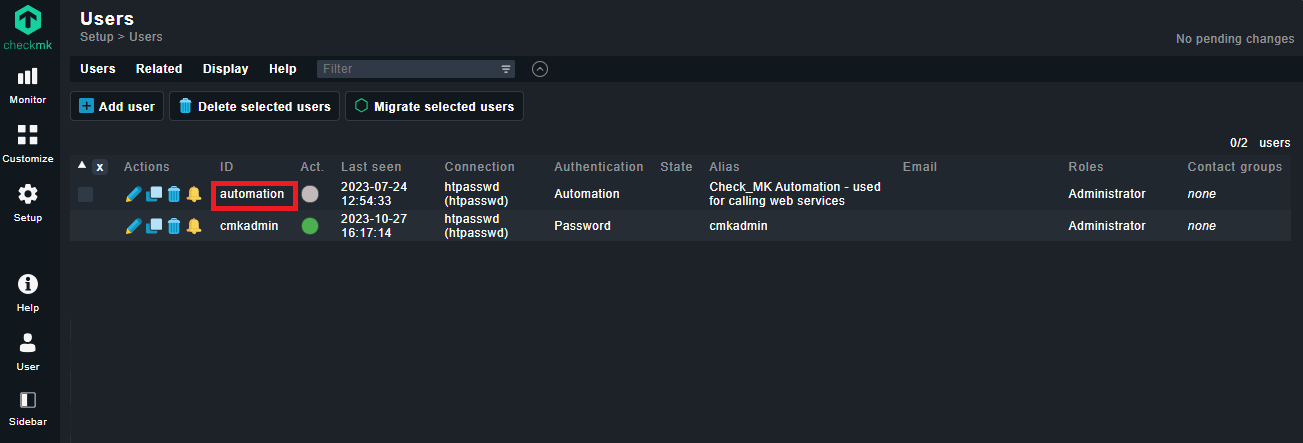 Users
Setup > Users
No pending changes
checkmk
Monitor
Customize
Setup
Help
User
Sidebar
Users Related Display Help Filter
Add user Delete selected users Migrate selected users
0/2 users
x Actions ID Act. Last seen Connection Authentication State Alias Email Roles Contact groups
automation 2023-07-24 12:54:33 htpasswd (htpasswd) Automation Check_MK Automation - used for calling web services Administrator none
cmkadmin 2023-10-27 16:17:14 htpasswd (htpasswd) Password cmkadmin Administrator none